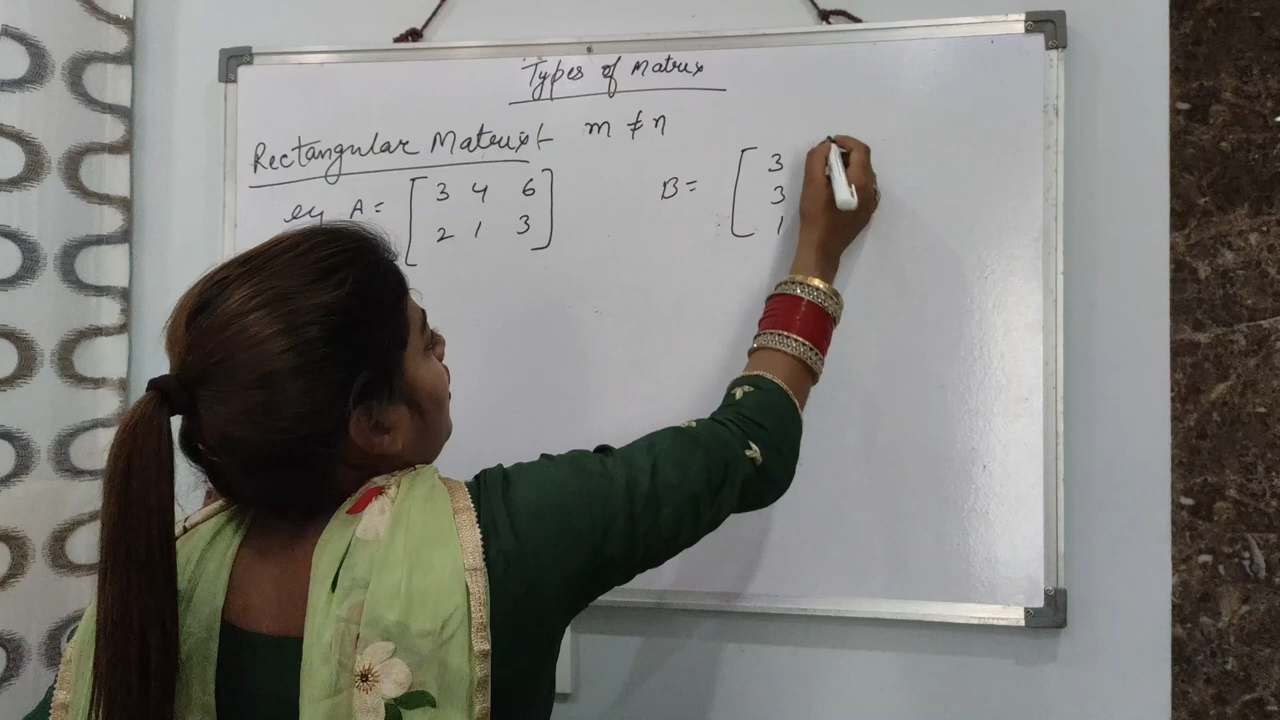 Types of Matrix
Rectangular Matrix:- m ≠ n
eg A = [ 3 4 6
2 1 3 ]
B = [ 3
3
1